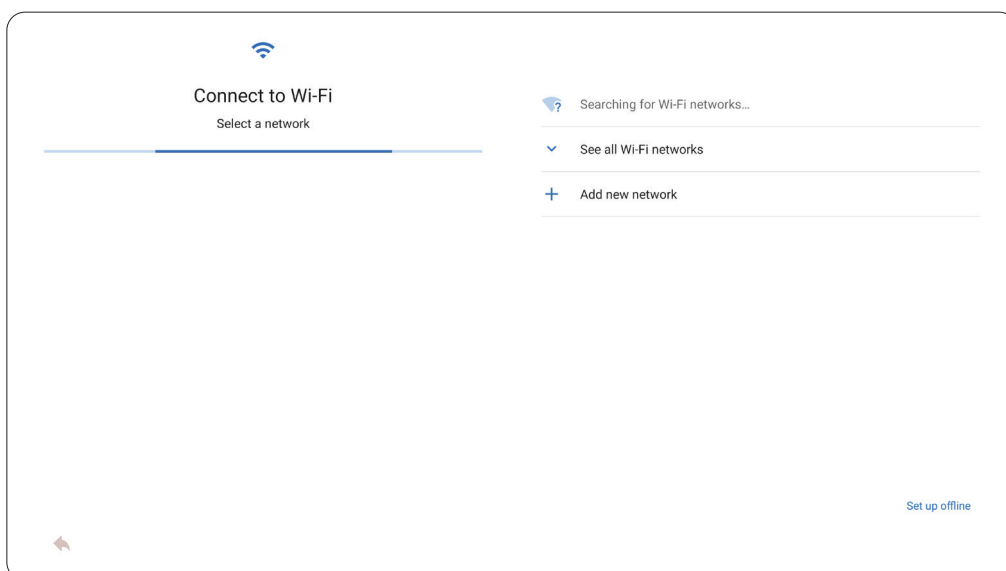 Connect to Wi-Fi
Select a network
Searching for Wi-Fi networks…
See all Wi-Fi networks
Add new network
Set up offline